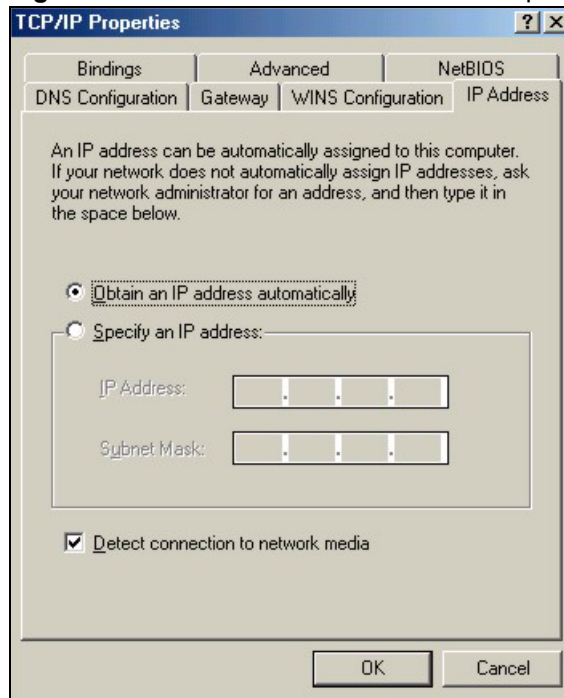 TCP/IP Properties
Bindings Advanced NetBIOS
DNS Configuration Gateway WINS Configuration IP Address
An IP address can be automatically assigned to this computer.
If your network does not automatically assign IP addresses, ask
your network administrator for an address, and then type it in
the space below.
Obtain an IP address automatically
Specify an IP address:
IP Address:
Subnet Mask:
Detect connection to network media
OK Cancel